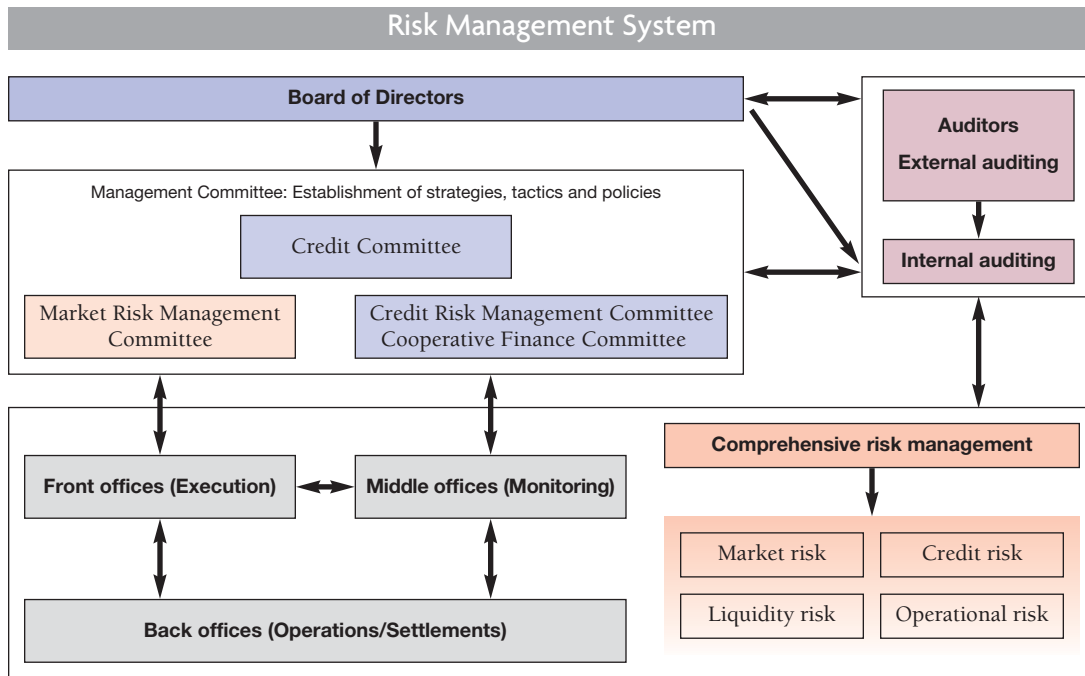 Risk Management System
Board of Directors
Auditors
External auditing
Internal auditing
Management Committee: Establishment of strategies, tactics and policies
Credit Committee
Market Risk Management
Committee
Credit Risk Management Committee
Cooperative Finance Committee
Front offices (Execution)
Middle offices (Monitoring)
Back offices (Operations/Settlements)
Comprehensive risk management
Market risk
Credit risk
Liquidity risk
Operational risk